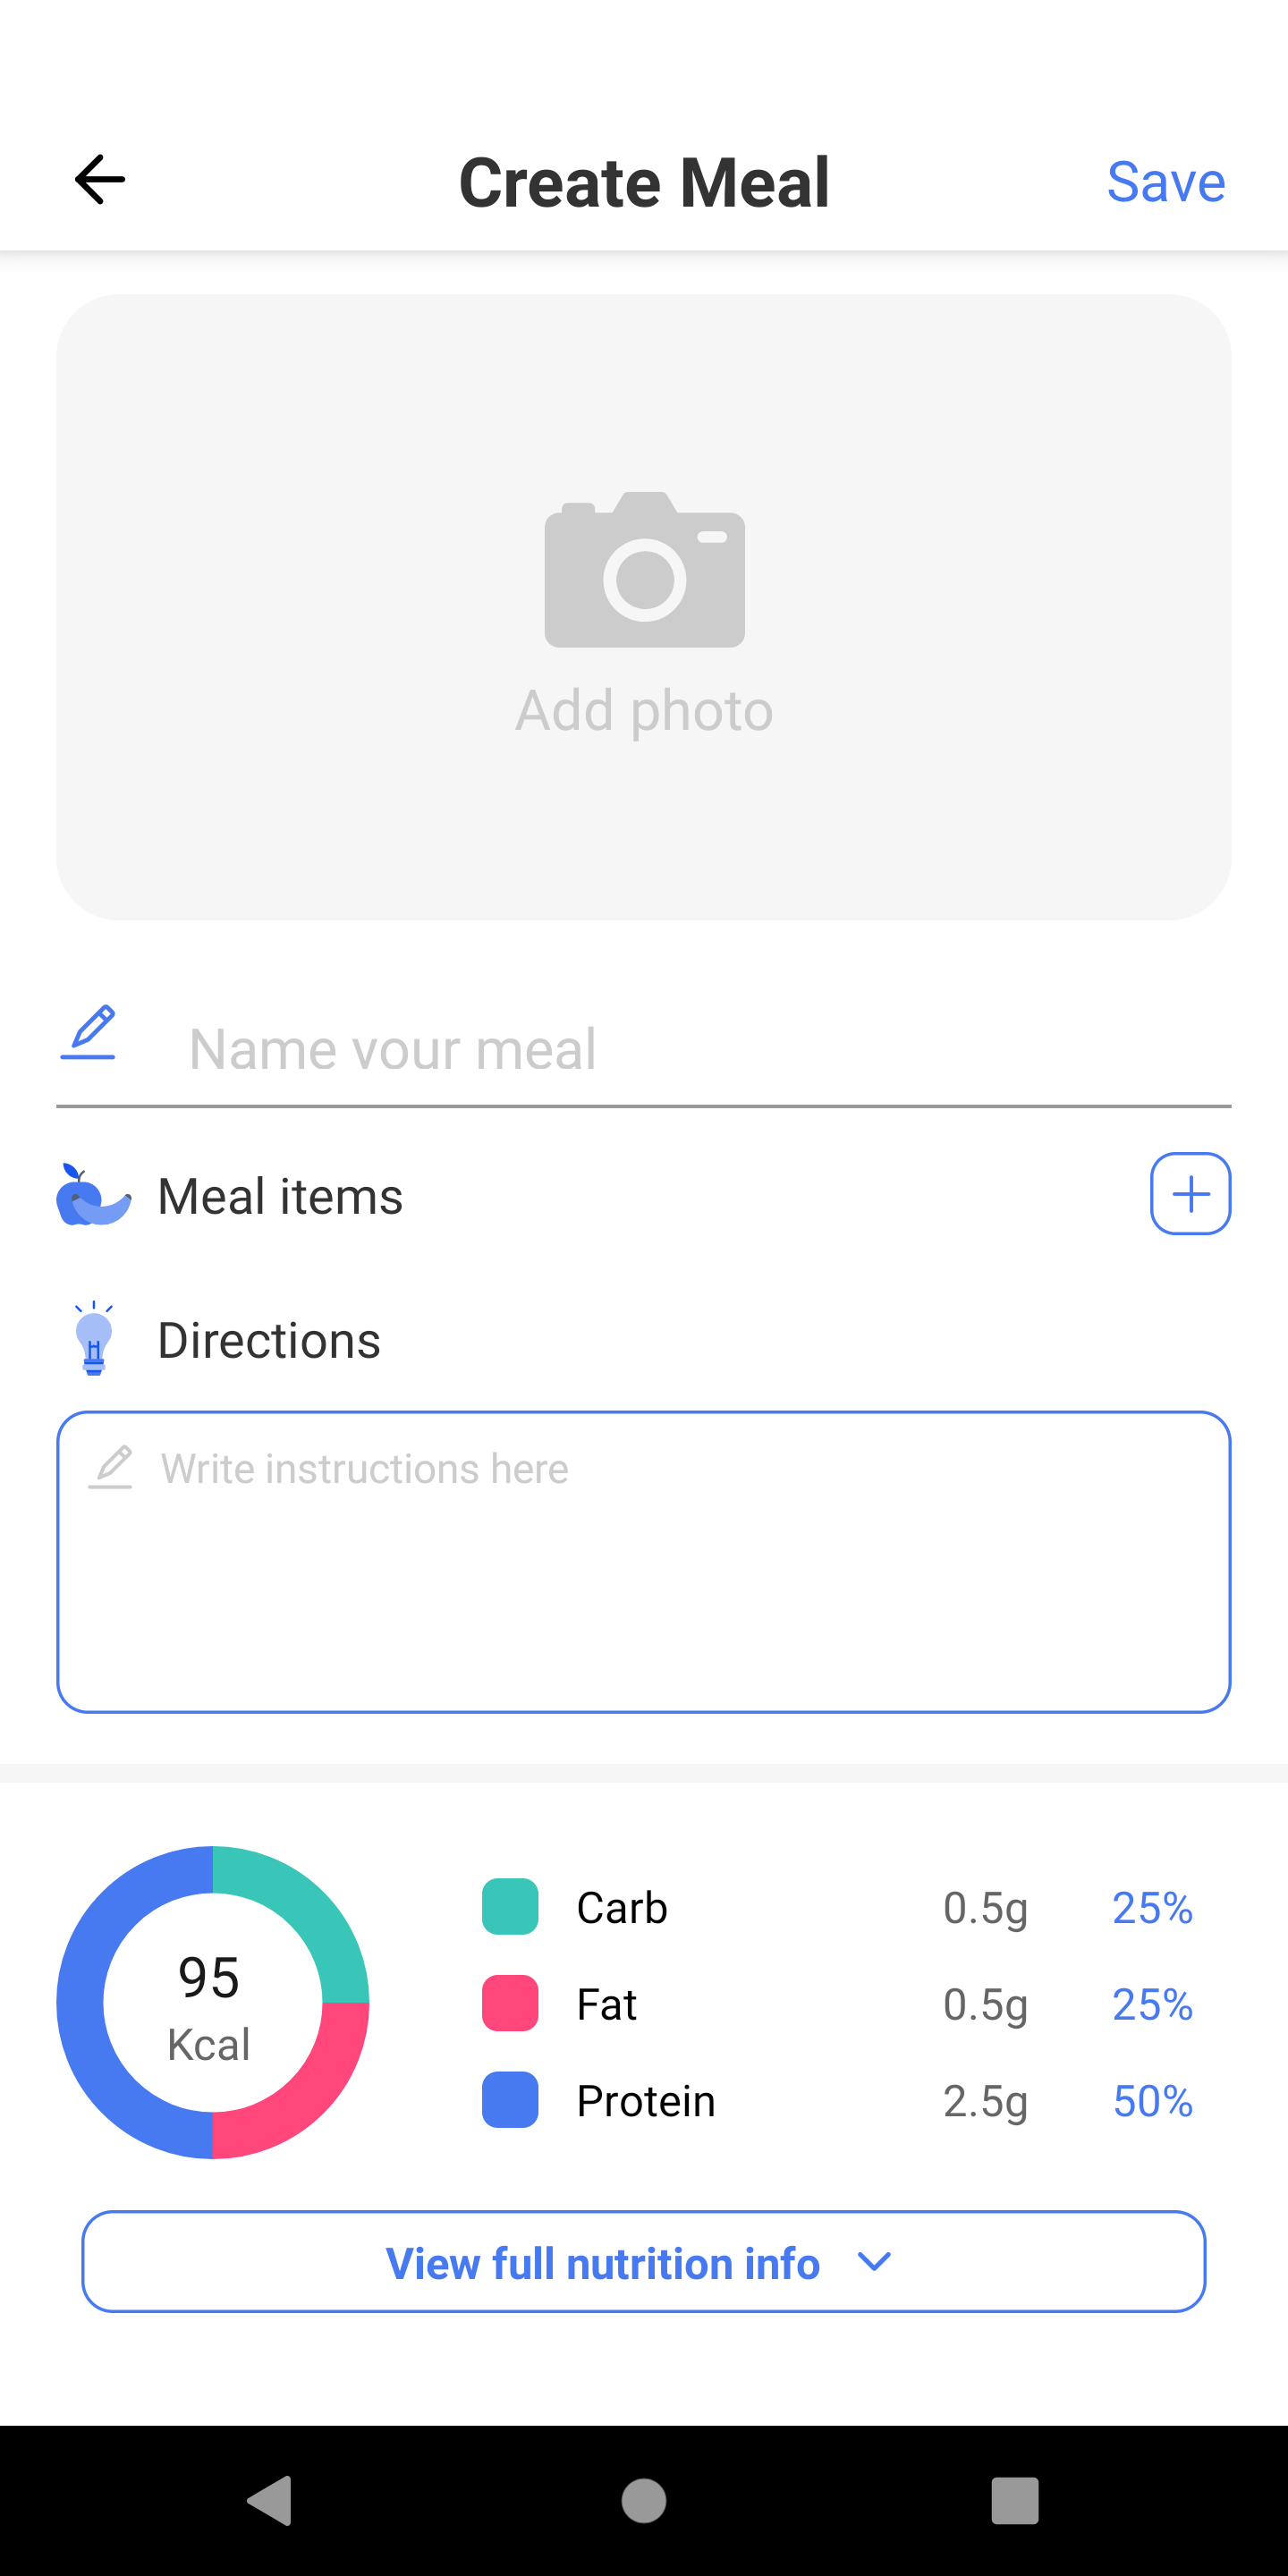 Create Meal
Save
Add photo
Name your meal
Meal items
Directions
Write instructions here
95
Kcal
Carb 0.5g 25%
Fat 0.5g 25%
Protein 2.5g 50%
View full nutrition info